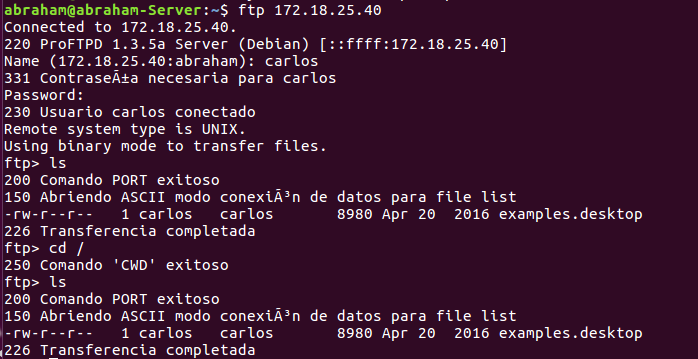 abraham@abraham-Server:~$ ftp 172.18.25.40
Connected to 172.18.25.40.
220 ProFTPD 1.3.5a Server (Debian) [::ffff:172.18.25.40]
Name (172.18.25.40:abraham): carlos
331 ContraseÃ±a necesaria para carlos
Password:
230 Usuario carlos conectado
Remote system type is UNIX.
Using binary mode to transfer files.
ftp> ls
200 Comando PORT exitoso
150 Abriendo ASCII modo conexiÃ³n de datos para file list
-rw-r--r--   1 carlos   carlos       8980 Apr 20  2016 examples.desktop
226 Transferencia completada
ftp> cd /
250 Comando 'CWD' exitoso
ftp> ls
200 Comando PORT exitoso
150 Abriendo ASCII modo conexiÃ³n de datos para file list
-rw-r--r--   1 carlos   carlos       8980 Apr 20  2016 examples.desktop
226 Transferencia completada